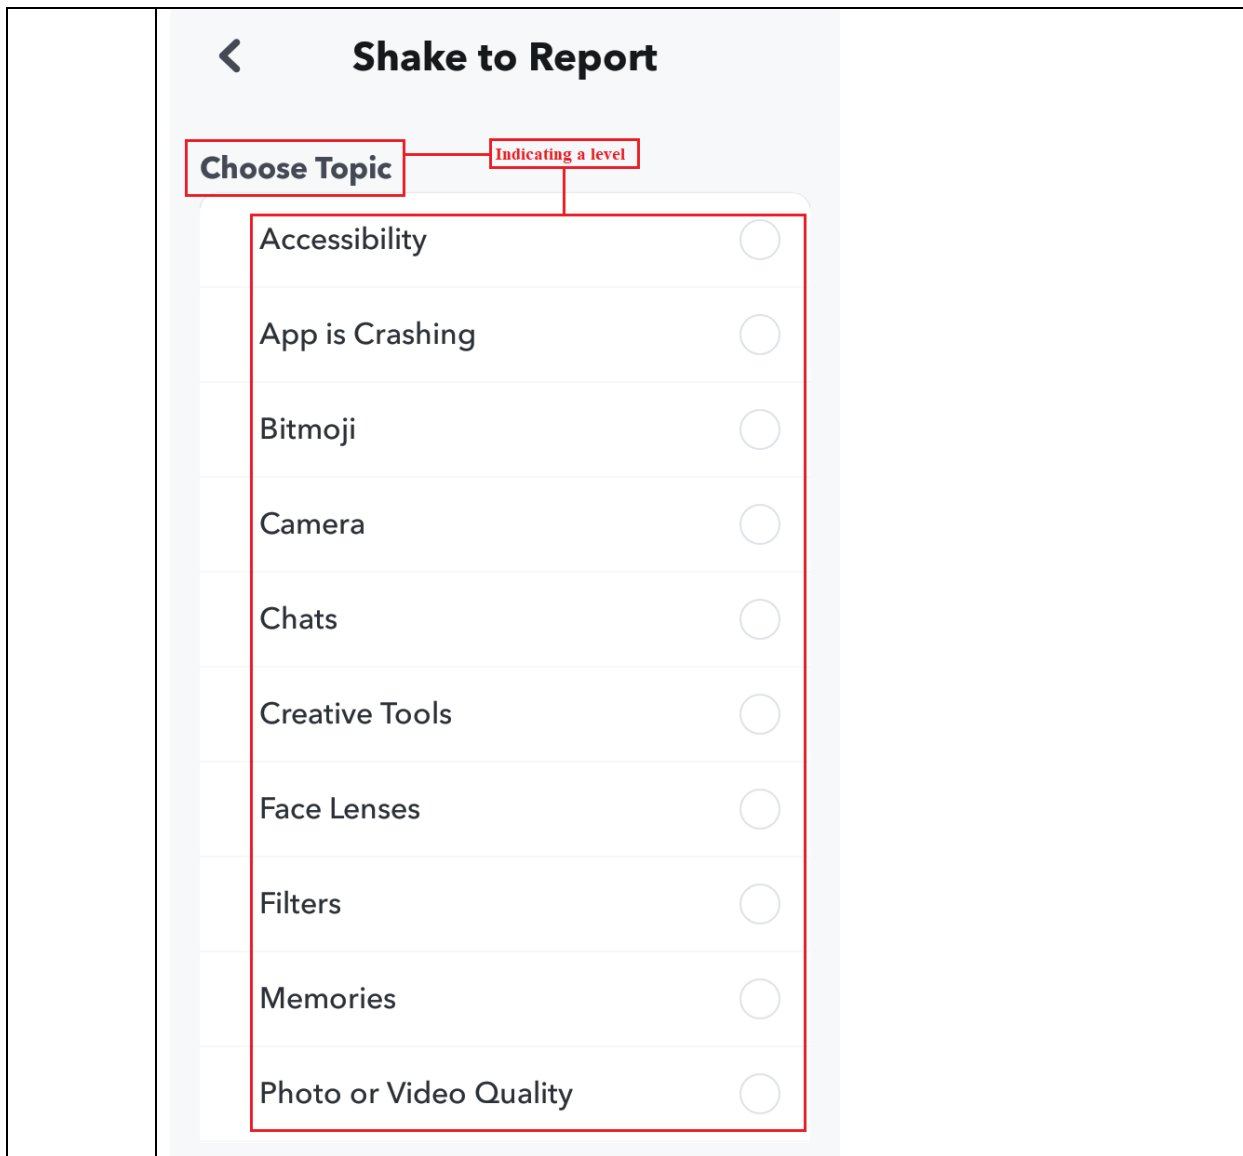 Shake to Report
Choose Topic
Indicating a level
Accessibility
App is Crashing
Bitmoji
Camera
Chats
Creative Tools
Face Lenses
Filters
Memories
Photo or Video Quality